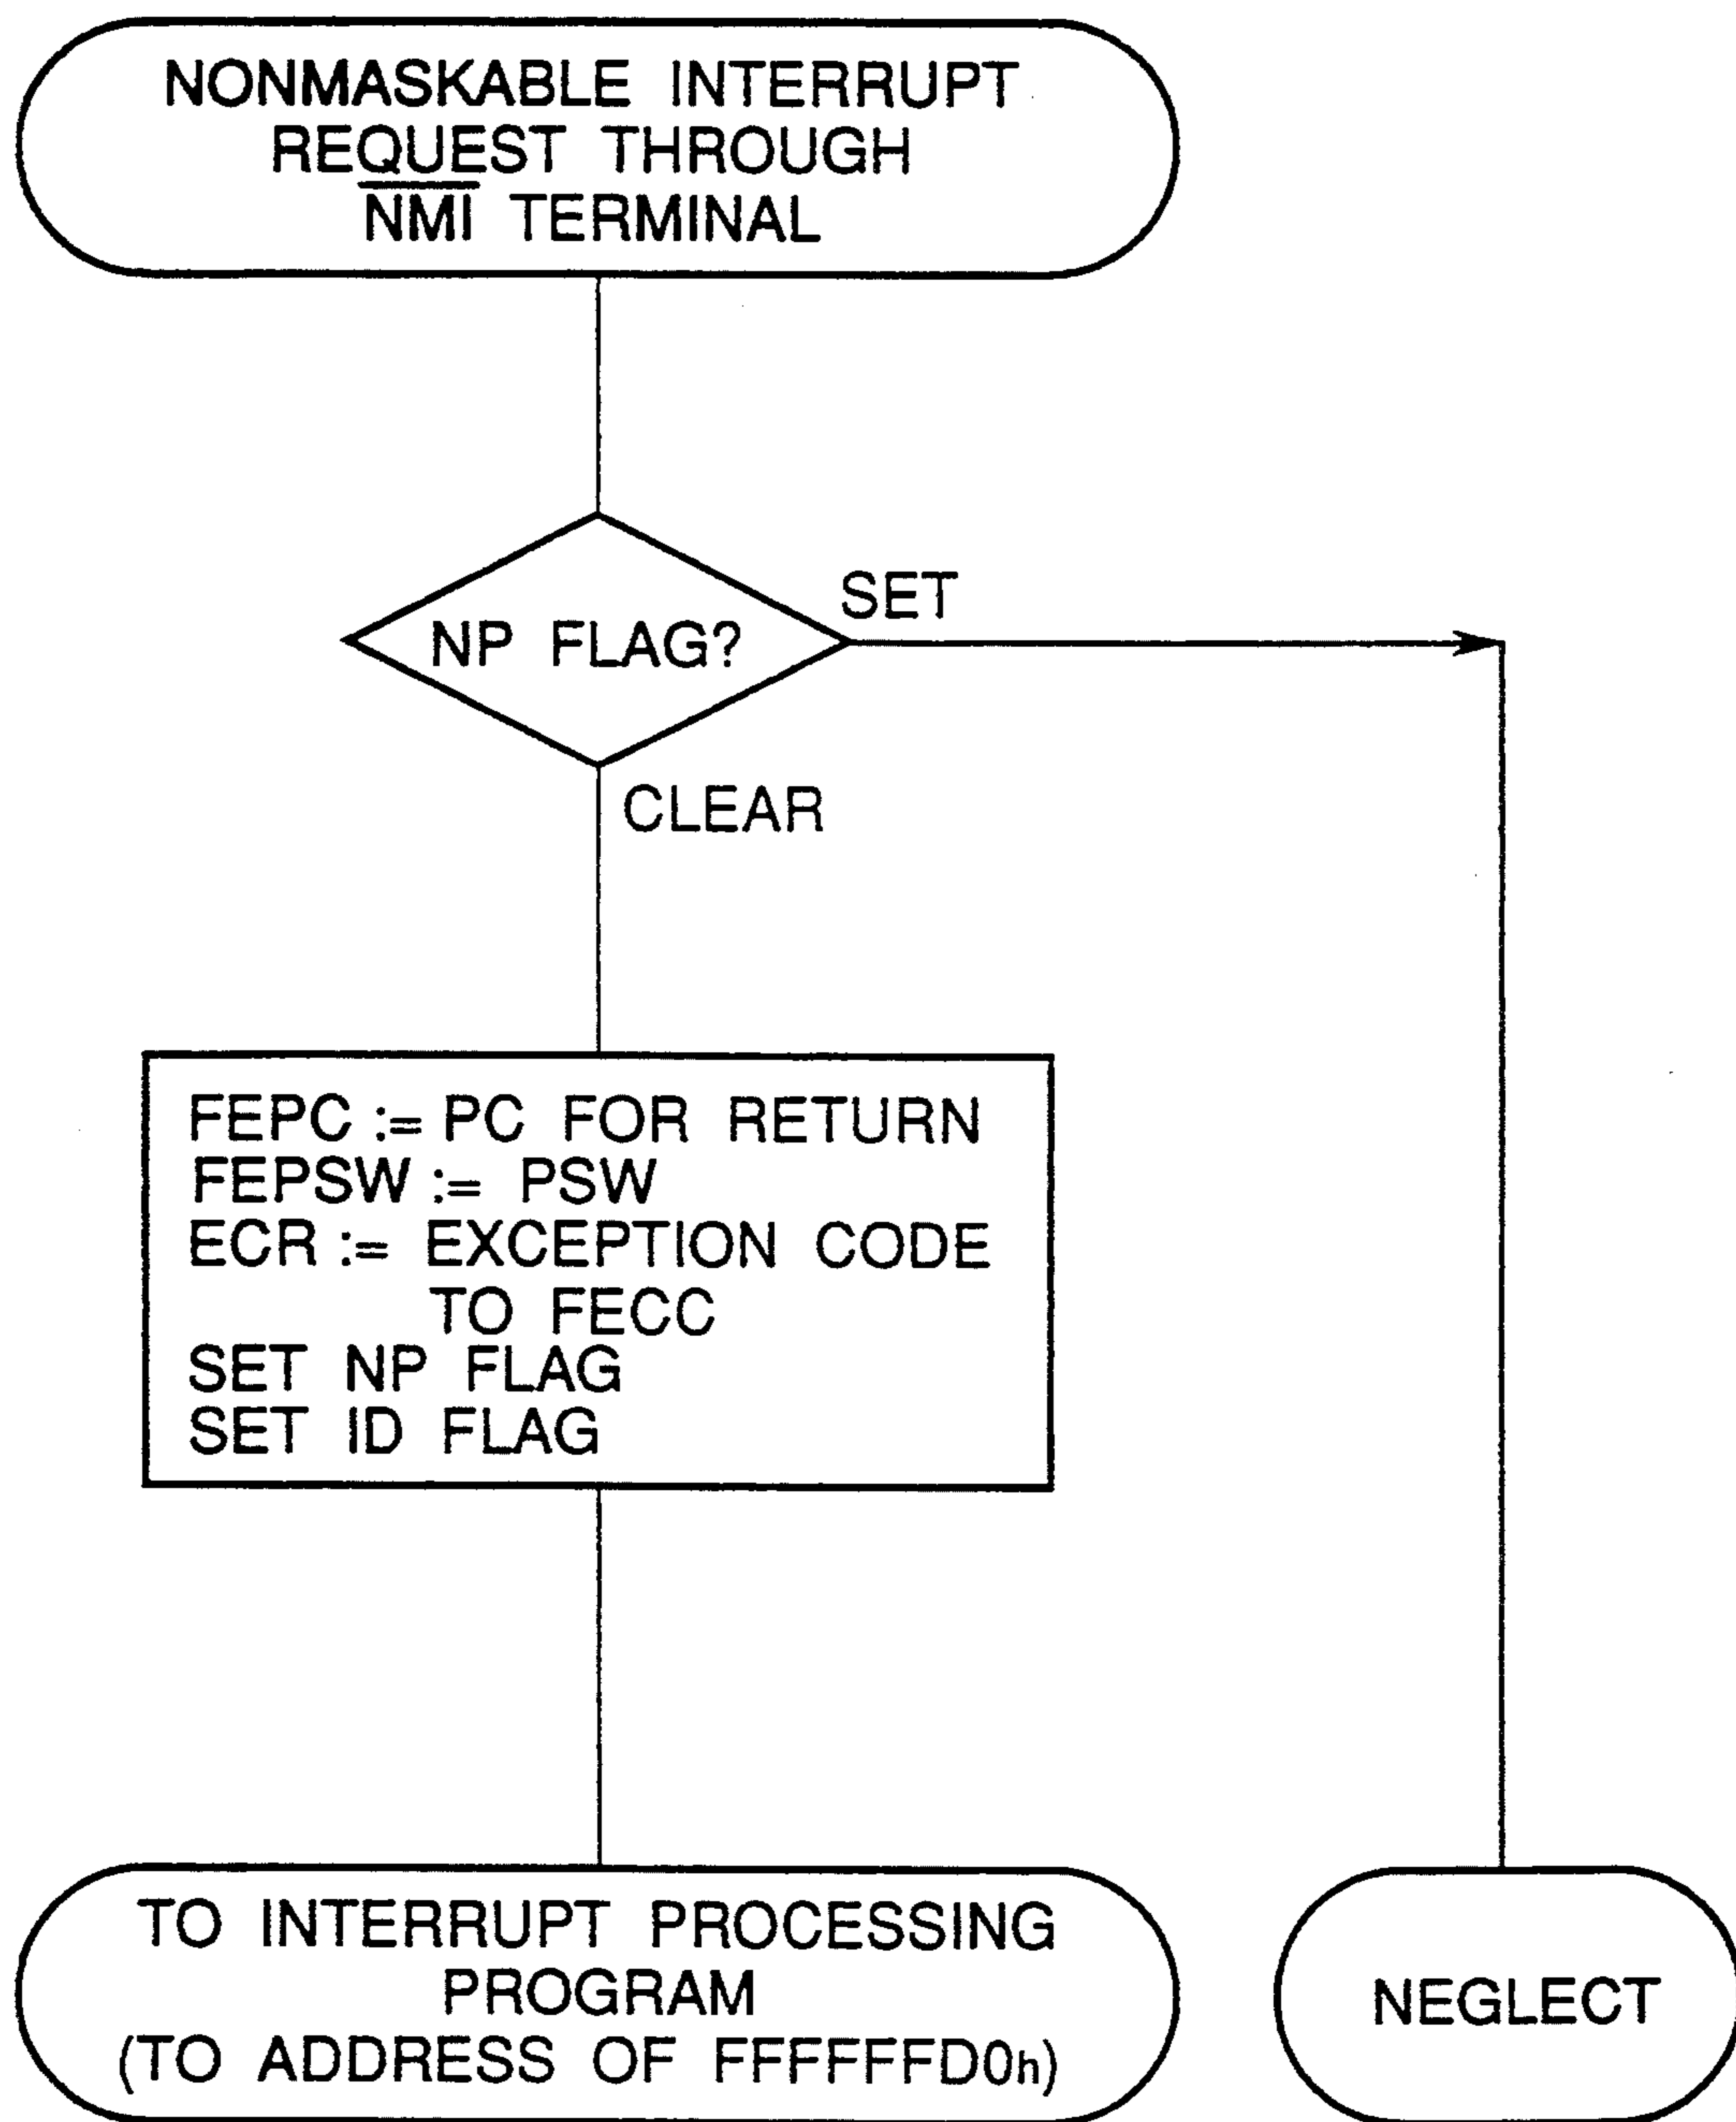 NONMASKABLE INTERRUPT
REQUEST THROUGH
N̅M̅I̅ TERMINAL
NP FLAG?
SET
CLEAR
FEPC := PC FOR RETURN
FEPSW := PSW
ECR := EXCEPTION CODE
TO FECC
SET NP FLAG
SET ID FLAG
TO INTERRUPT PROCESSING
PROGRAM
(TO ADDRESS OF FFFFFFD0h)
NEGLECT